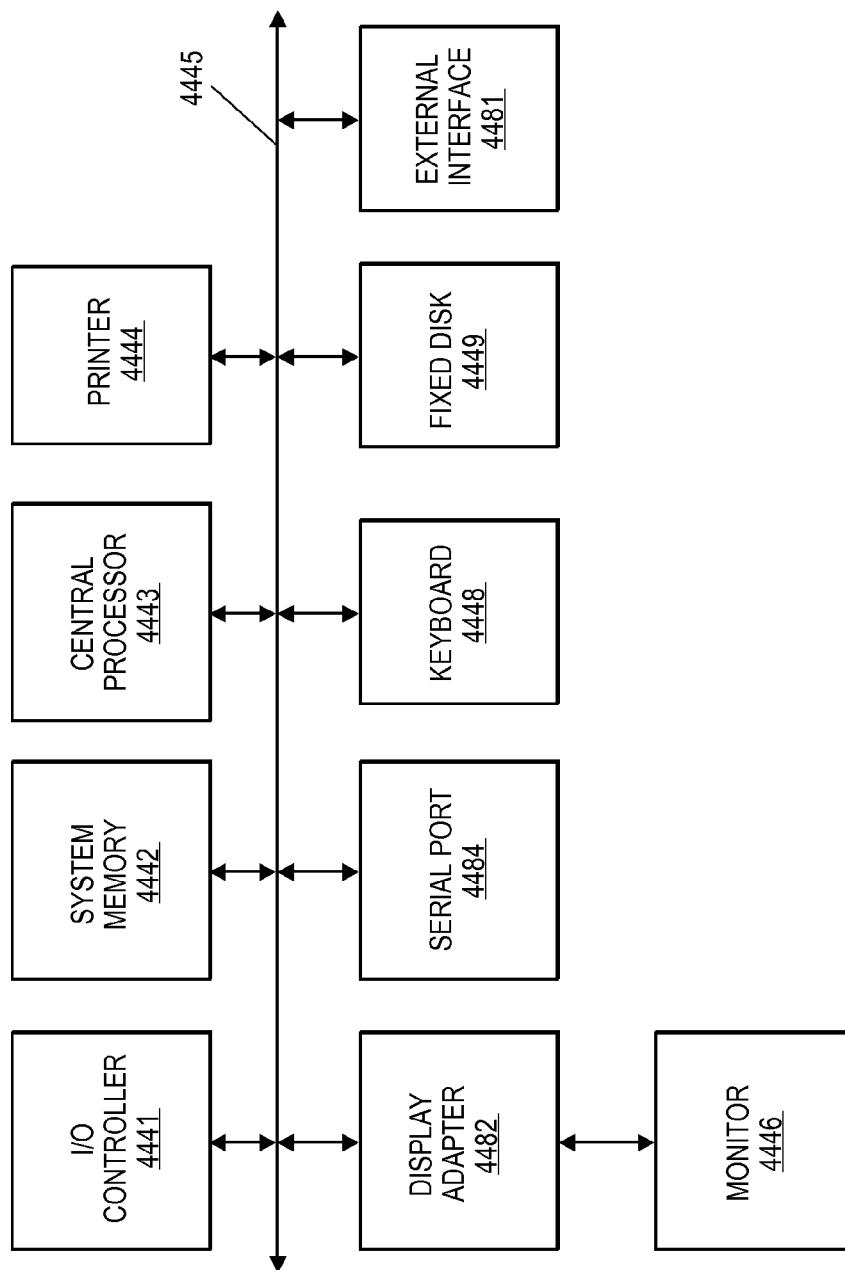 I/O
CONTROLLER
4441
SYSTEM
MEMORY
4442
CENTRAL
PROCESSOR
4443
PRINTER
4444
4445
DISPLAY
ADAPTER
4482
SERIAL PORT
4484
KEYBOARD
4448
FIXED DISK
4449
EXTERNAL
INTERFACE
4481
MONITOR
4446